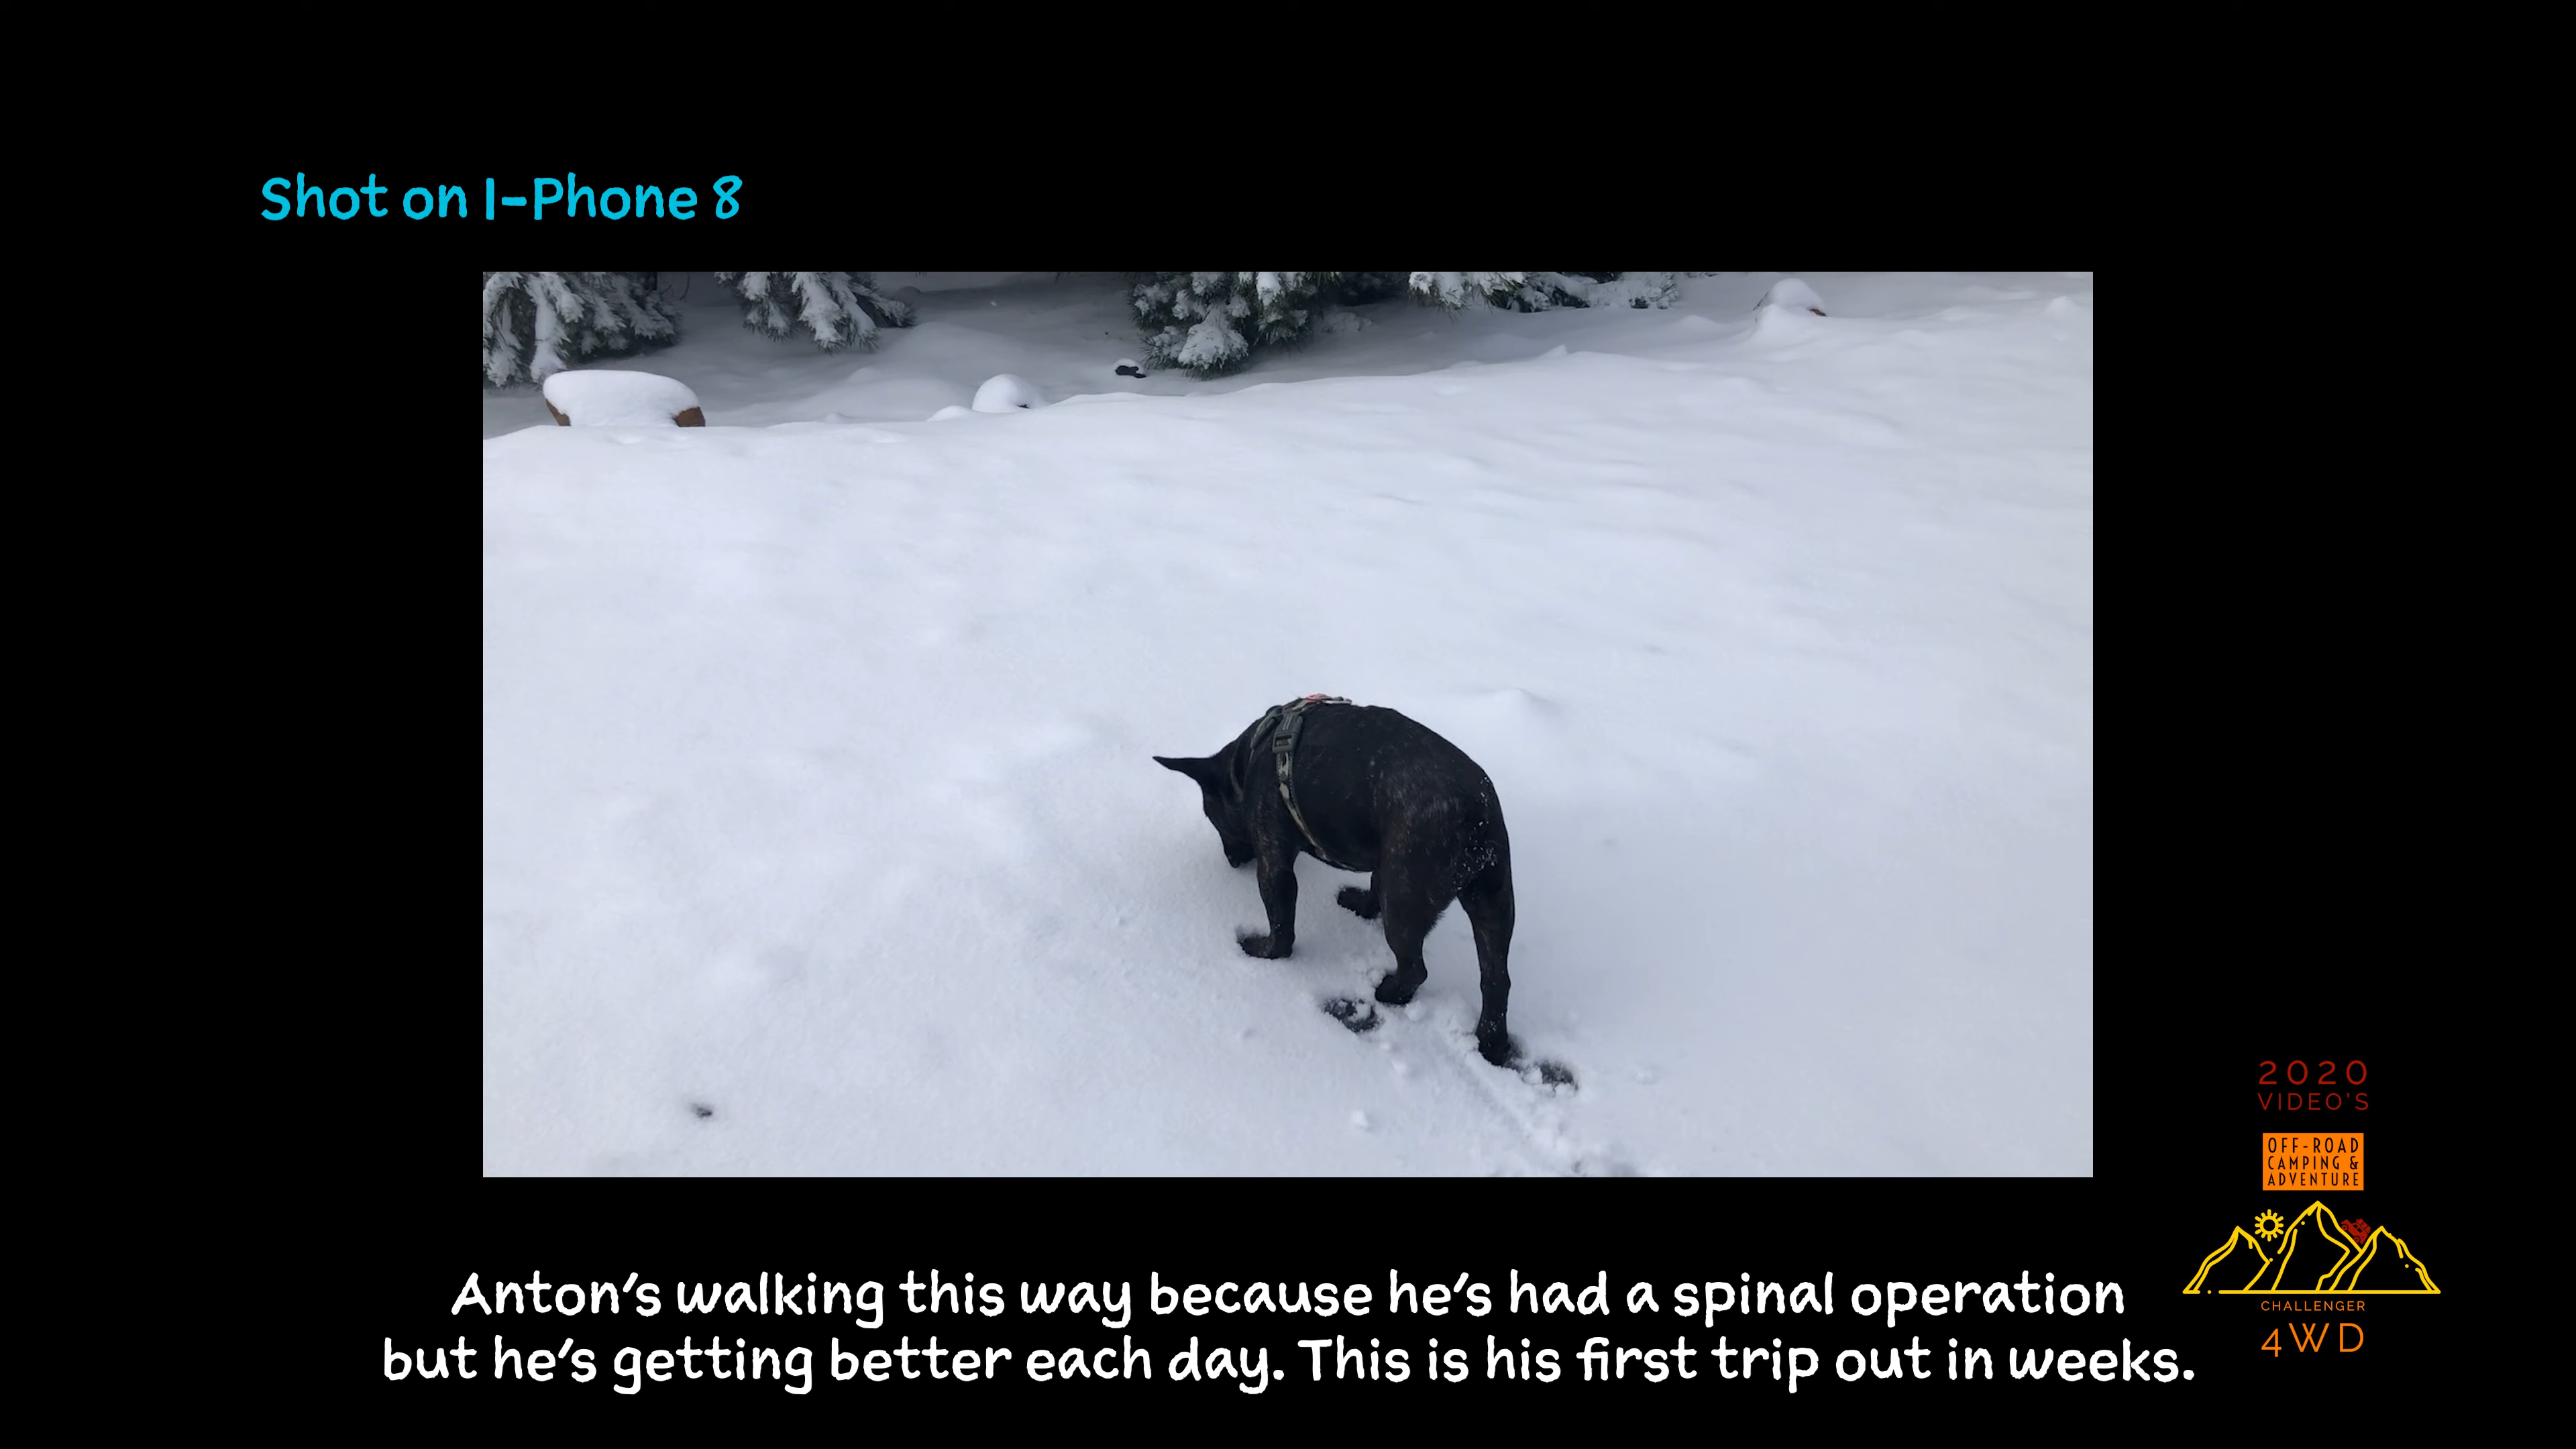 Shot on I-Phone 8
2020
VIDEO'S
OFF-ROAD
CAMPING &
ADVENTURE
CHALLENGER
4WD
Anton's walking this way because he's had a spinal operation
but he's getting better each day. This is his first trip out in weeks.